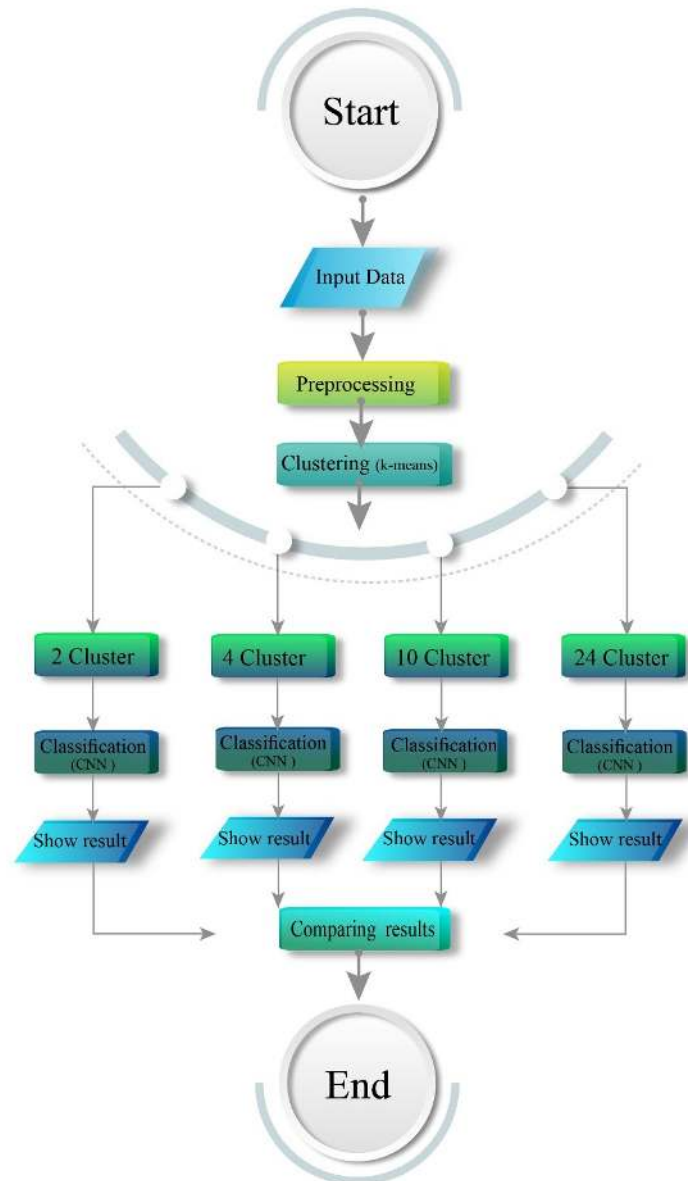 Start
Input Data
Preprocessing
Clustering (k-means)
2 Cluster
4 Cluster
10 Cluster
24 Cluster
Classification
(CNN )
Classification
(CNN )
Classification
(CNN )
Classification
(CNN )
Show result
Show result
Show result
Show result
Comparing results
End